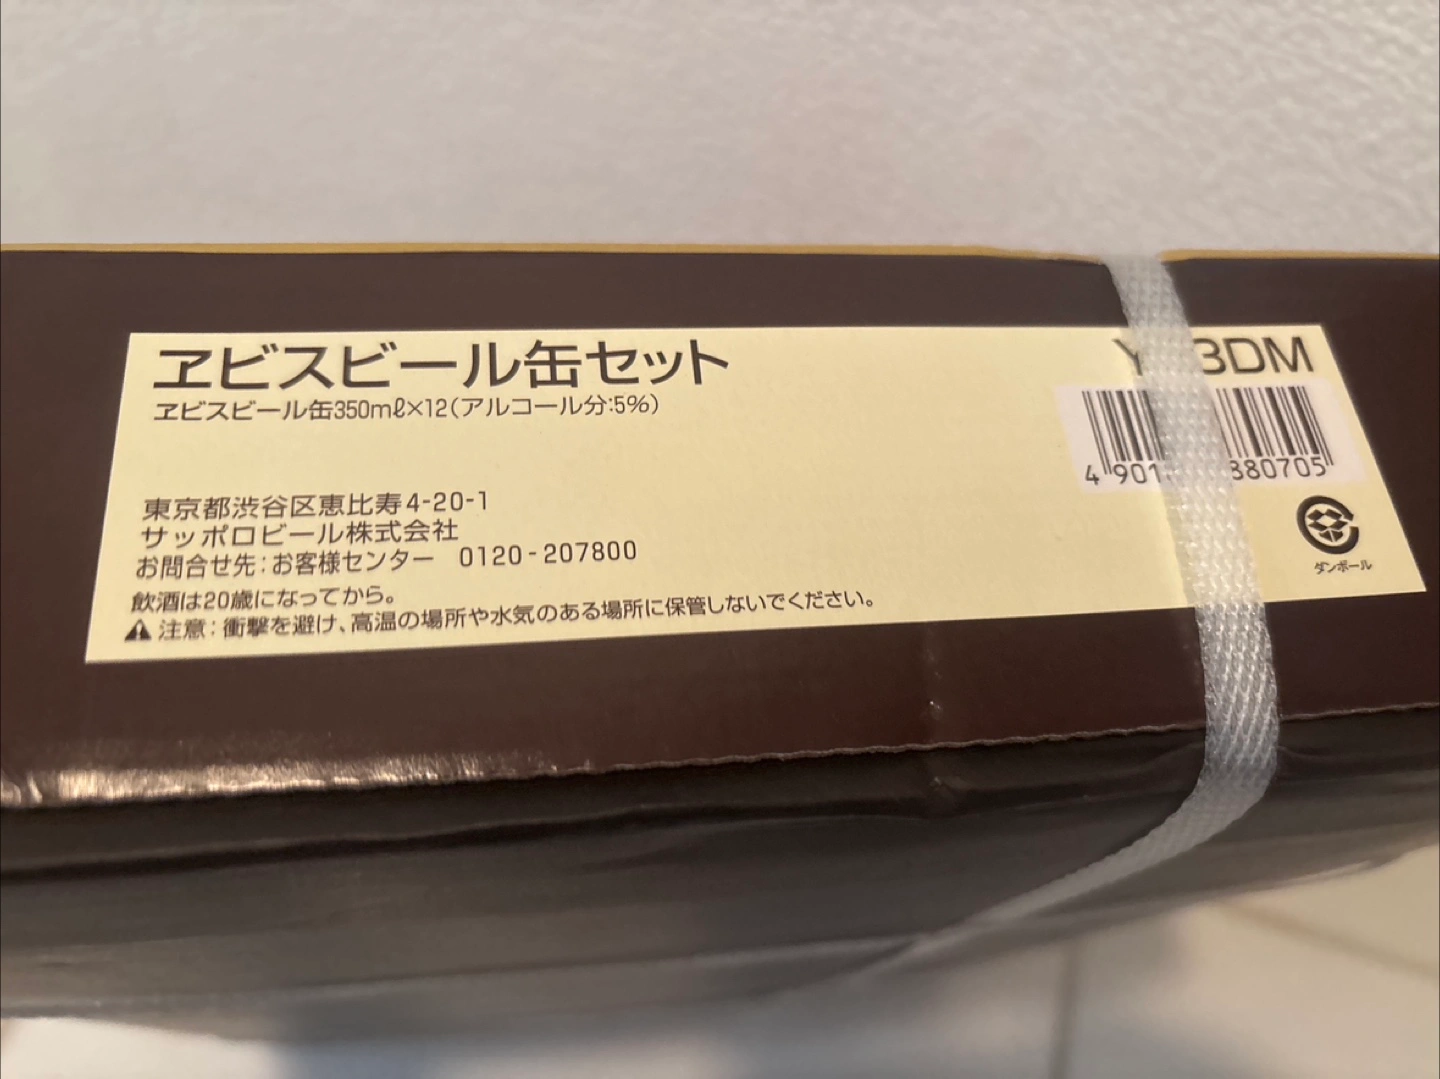 ヱビスビール缶セット
ヱビスビール缶350mℓ×12(アルコール分:5%)
東京都渋谷区恵比寿4-20-1
サッポロビール株式会社
お問合せ先:お客様センター 0120-207800
飲酒は20歳になってから。
⚠注意:衝撃を避け、高温の場所や水気のある場所に保管しないでください。
ダンボール